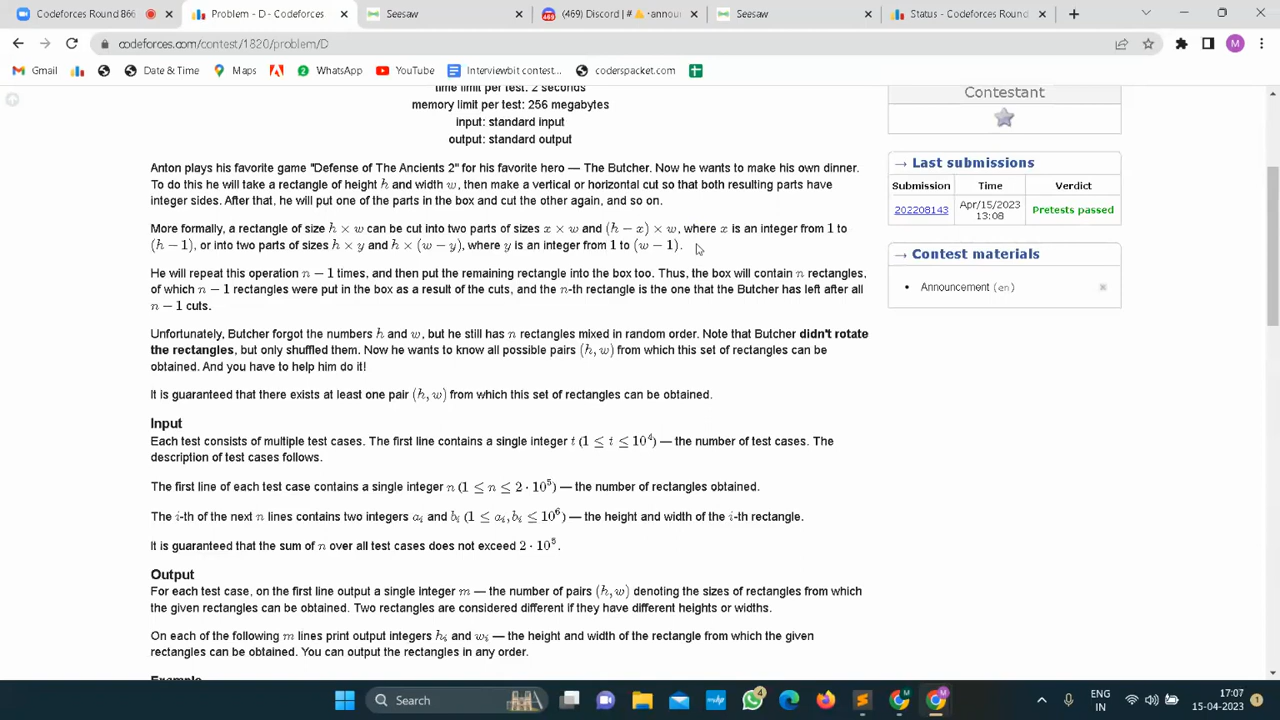 Codeforces Round 866
Problem - D - Codeforces
Seesaw
(469) Discord | # announ
Seesaw
Status - Codeforces Round
codeforces.com/contest/1820/problem/D
M
Gmail
Date & Time
Maps
WhatsApp
YouTube
Interviewbit contest...
coderspacket.com
time limit per test: 2 seconds
memory limit per test: 256 megabytes
input: standard input
output: standard output
Anton plays his favorite game "Defense of The Ancients 2" for his favorite hero — The Butcher. Now he wants to make his own dinner.
To do this he will take a rectangle of height h and width w, then make a vertical or horizontal cut so that both resulting parts have
integer sides. After that, he will put one of the parts in the box and cut the other again, and so on.
More formally, a rectangle of size h × w can be cut into two parts of sizes x × w and (h − x) × w, where x is an integer from 1 to
(h − 1), or into two parts of sizes h × y and h × (w − y), where y is an integer from 1 to (w − 1).
He will repeat this operation n − 1 times, and then put the remaining rectangle into the box too. Thus, the box will contain n rectangles,
of which n − 1 rectangles were put in the box as a result of the cuts, and the n-th rectangle is the one that the Butcher has left after all
n − 1 cuts.
Unfortunately, Butcher forgot the numbers h and w, but he still has n rectangles mixed in random order. Note that Butcher didn't rotate
the rectangles, but only shuffled them. Now he wants to know all possible pairs (h, w) from which this set of rectangles can be
obtained. And you have to help him do it!
It is guaranteed that there exists at least one pair (h, w) from which this set of rectangles can be obtained.
Input
Each test consists of multiple test cases. The first line contains a single integer t (1 ≤ t ≤ 10⁴) — the number of test cases. The
description of test cases follows.
The first line of each test case contains a single integer n (1 ≤ n ≤ 2 · 10⁵) — the number of rectangles obtained.
The i-th of the next n lines contains two integers aᵢ and bᵢ (1 ≤ aᵢ, bᵢ ≤ 10⁶) — the height and width of the i-th rectangle.
It is guaranteed that the sum of n over all test cases does not exceed 2 · 10⁵.
Output
For each test case, on the first line output a single integer m — the number of pairs (h, w) denoting the sizes of rectangles from which
the given rectangles can be obtained. Two rectangles are considered different if they have different heights or widths.
On each of the following m lines print output integers hᵢ and wᵢ — the height and width of the rectangle from which the given
rectangles can be obtained. You can output the rectangles in any order.
Example
Contestant
→ Last submissions
Submission Time Verdict
202208143 Apr/15/2023 13:08 Pretests passed
→ Contest materials
Announcement (en)
Search
4
ENG
IN
17:07
15-04-2023
1